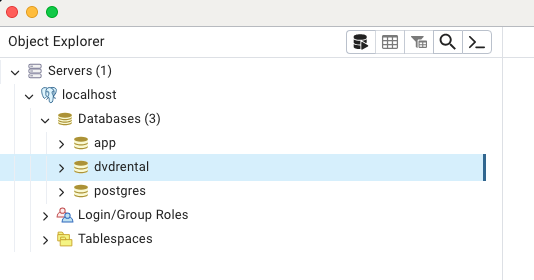 Object Explorer
Servers (1)
localhost
Databases (3)
app
dvdrental
postgres
Login/Group Roles
Tablespaces